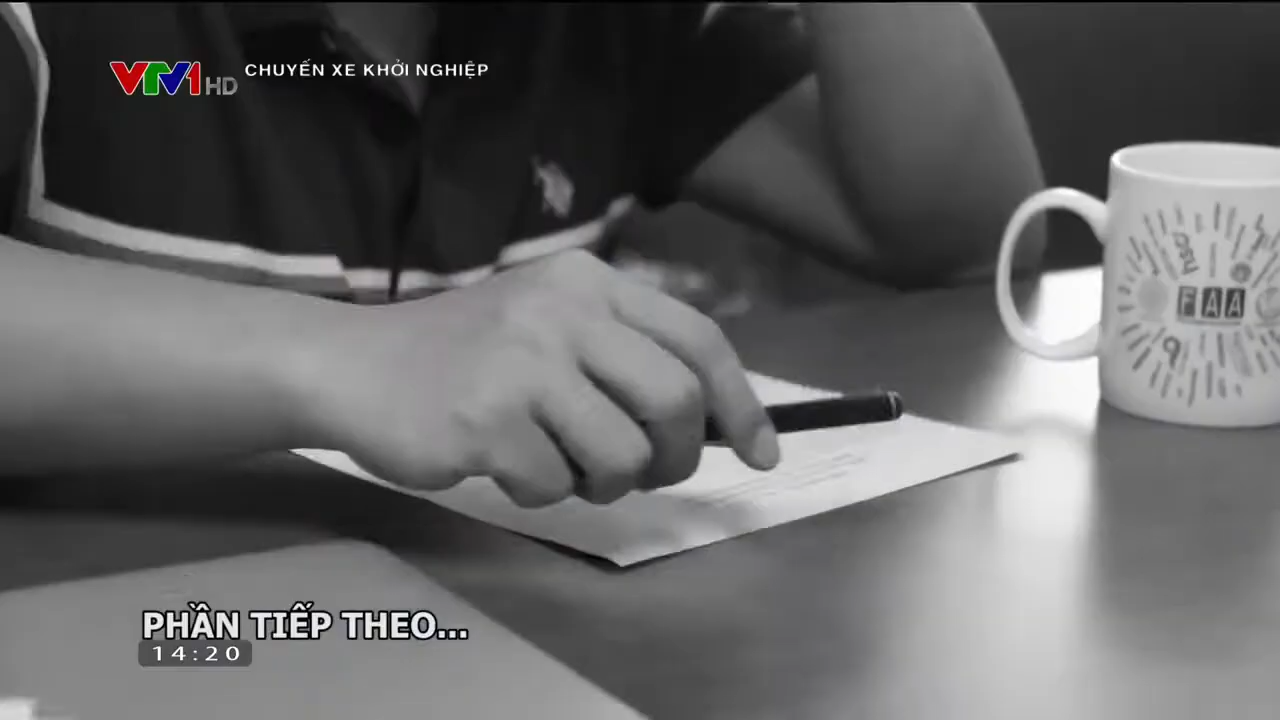 VTV1 HD
CHUYẾN XE KHỞI NGHIỆP
FAA
PHẦN TIẾP THEO...
14:20